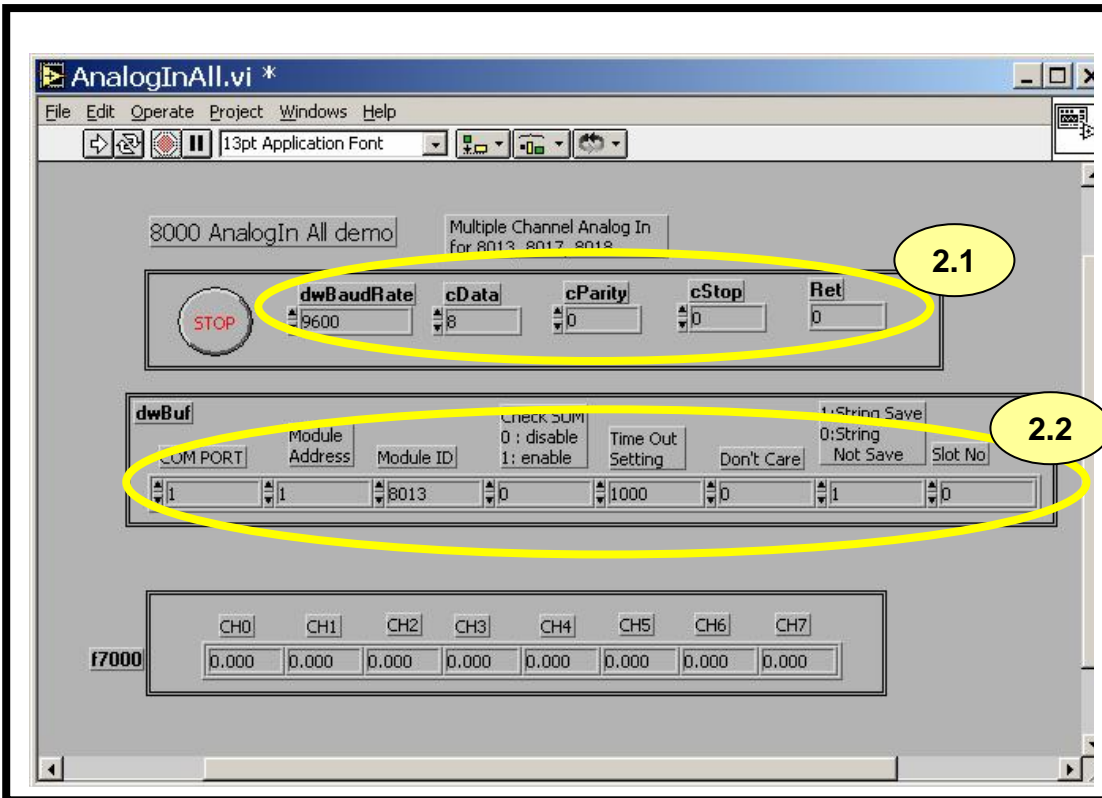 AnalogInAll.vi *
File Edit Operate Project Windows Help
13pt Application Font
8000 AnalogIn All demo
Multiple Channel Analog In
for 8013, 8017, 8018
2.1
STOP
dwBaudRate cData cParity cStop Ret
9600 8 0 0 0
dwBuf
COM PORT
Module
Address
Module ID
Check SUM
0 : disable
1: enable
Time Out
Setting
Don't Care
1:String Save
0:String
Not Save
Slot No
2.2
1 1 8013 0 1000 0 1 0
CH0 CH1 CH2 CH3 CH4 CH5 CH6 CH7
f7000
0.000 0.000 0.000 0.000 0.000 0.000 0.000 0.000